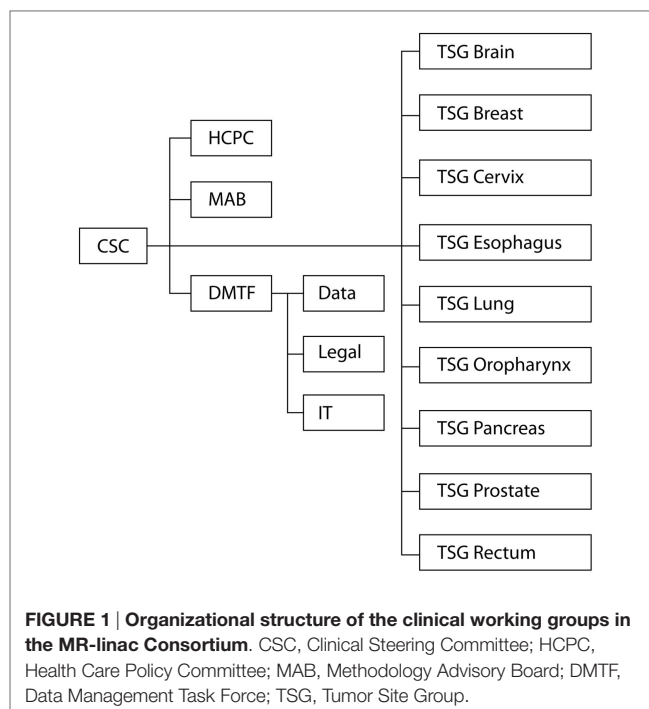 CSC
HCPC
MAB
DMTF
Data
Legal
IT
TSG Brain
TSG Breast
TSG Cervix
TSG Esophagus
TSG Lung
TSG Oropharynx
TSG Pancreas
TSG Prostate
TSG Rectum
FIGURE 1 | Organizational structure of the clinical working groups in
the MR-linac Consortium. CSC, Clinical Steering Committee; HCPC,
Health Care Policy Committee; MAB, Methodology Advisory Board; DMTF,
Data Management Task Force; TSG, Tumor Site Group.